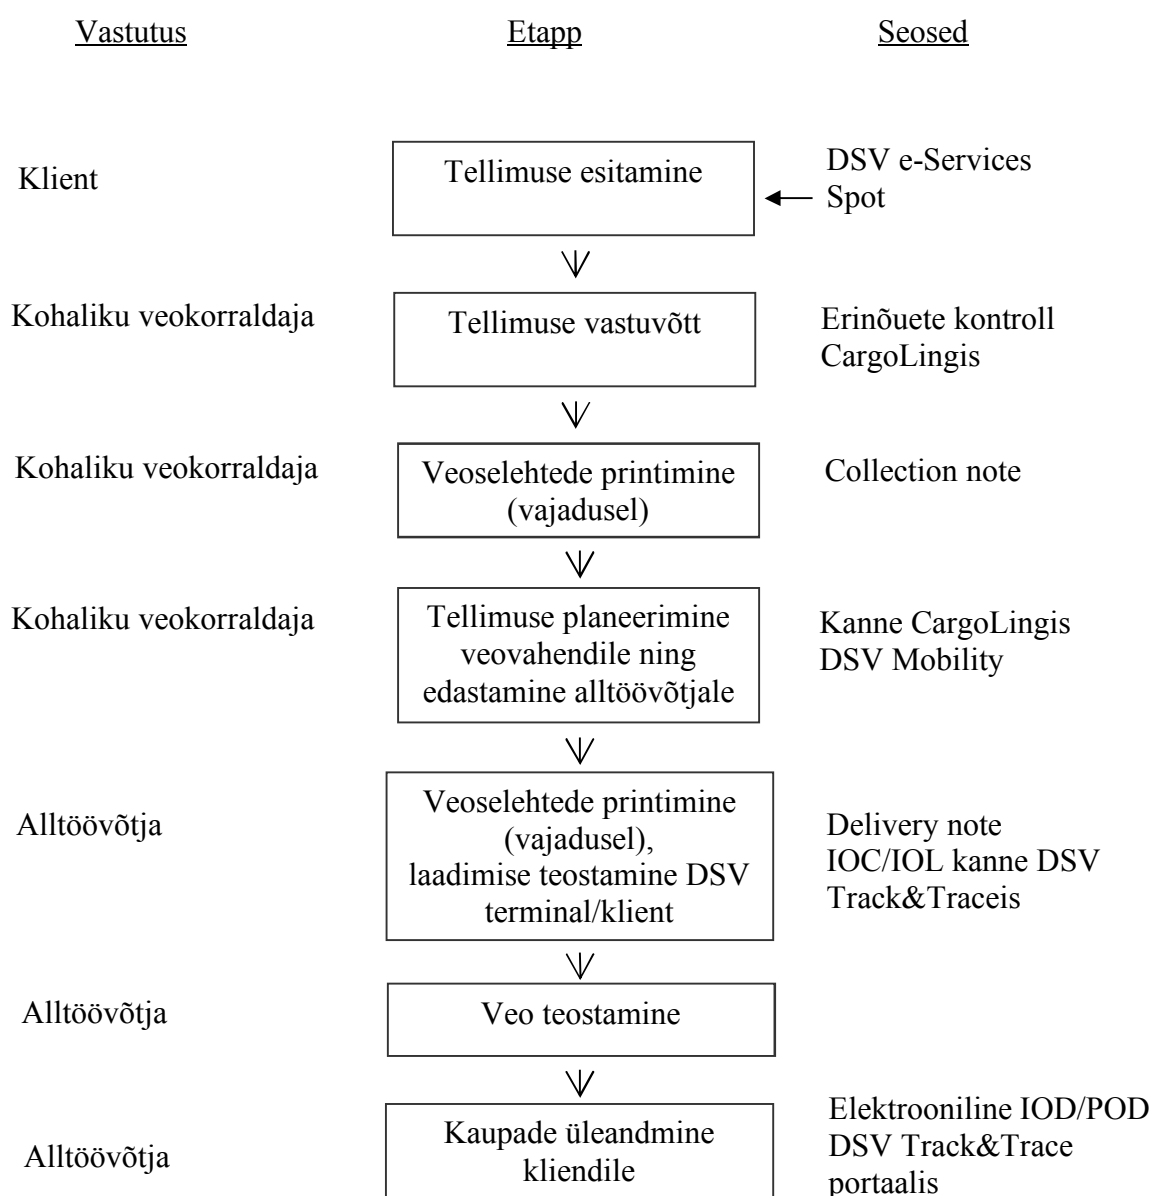 Vastutus
Etapp
Seosed
Klient
Tellimuse esitamine
DSV e-Services
Spot
Kohaliku veokorraldaja
Tellimuse vastuvõtt
Erinõuete kontroll
CargoLingis
Kohaliku veokorraldaja
Veoselehtede printimine
(vajadusel)
Collection note
Kohaliku veokorraldaja
Tellimuse planeerimine
veovahendile ning
edastamine alltöövõtjale
Kanne CargoLingis
DSV Mobility
Alltöövõtja
Veoselehtede printimine
(vajadusel),
laadimise teostamine DSV
terminal/klient
Delivery note
IOC/IOL kanne DSV
Track&Traceis
Alltöövõtja
Veo teostamine
Alltöövõtja
Kaupade üleandmine
kliendile
Elektrooniline IOD/POD
DSV Track&Trace
portaalis